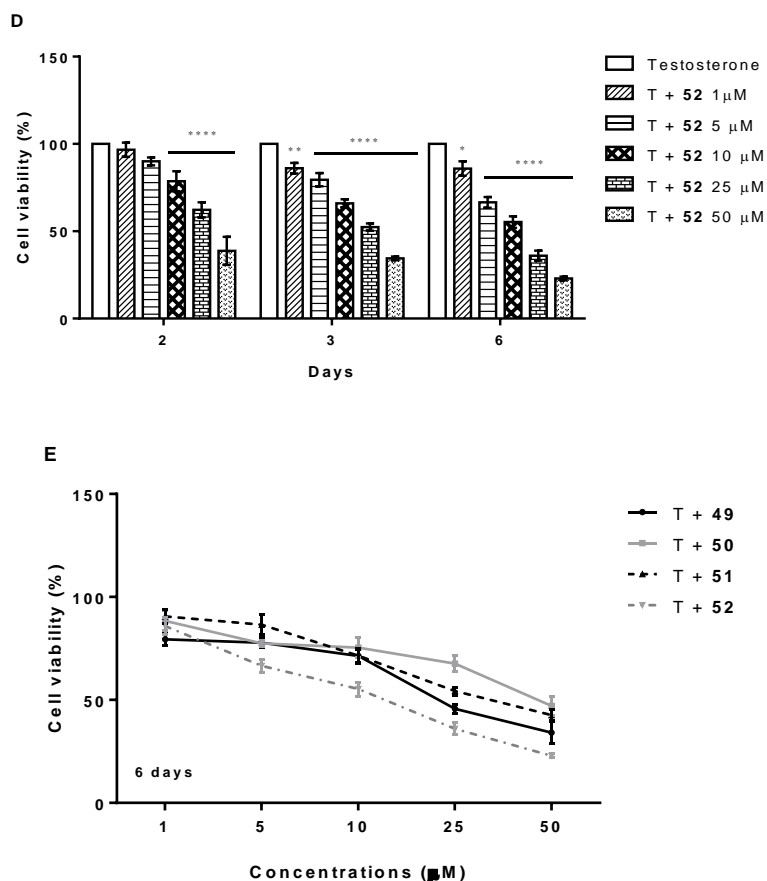 D
150
100
50
0
Cell viability (%)
****
** ****
* ****
2 3 6
Days
Testosterone
T + 52 1μM
T + 52 5 μM
T + 52 10 μM
T + 52 25 μM
T + 52 50 μM
E
150
100
50
0
Cell viability (%)
6 days
1 5 10 25 50
Concentrations (μM)
T + 49
T + 50
T + 51
T + 52